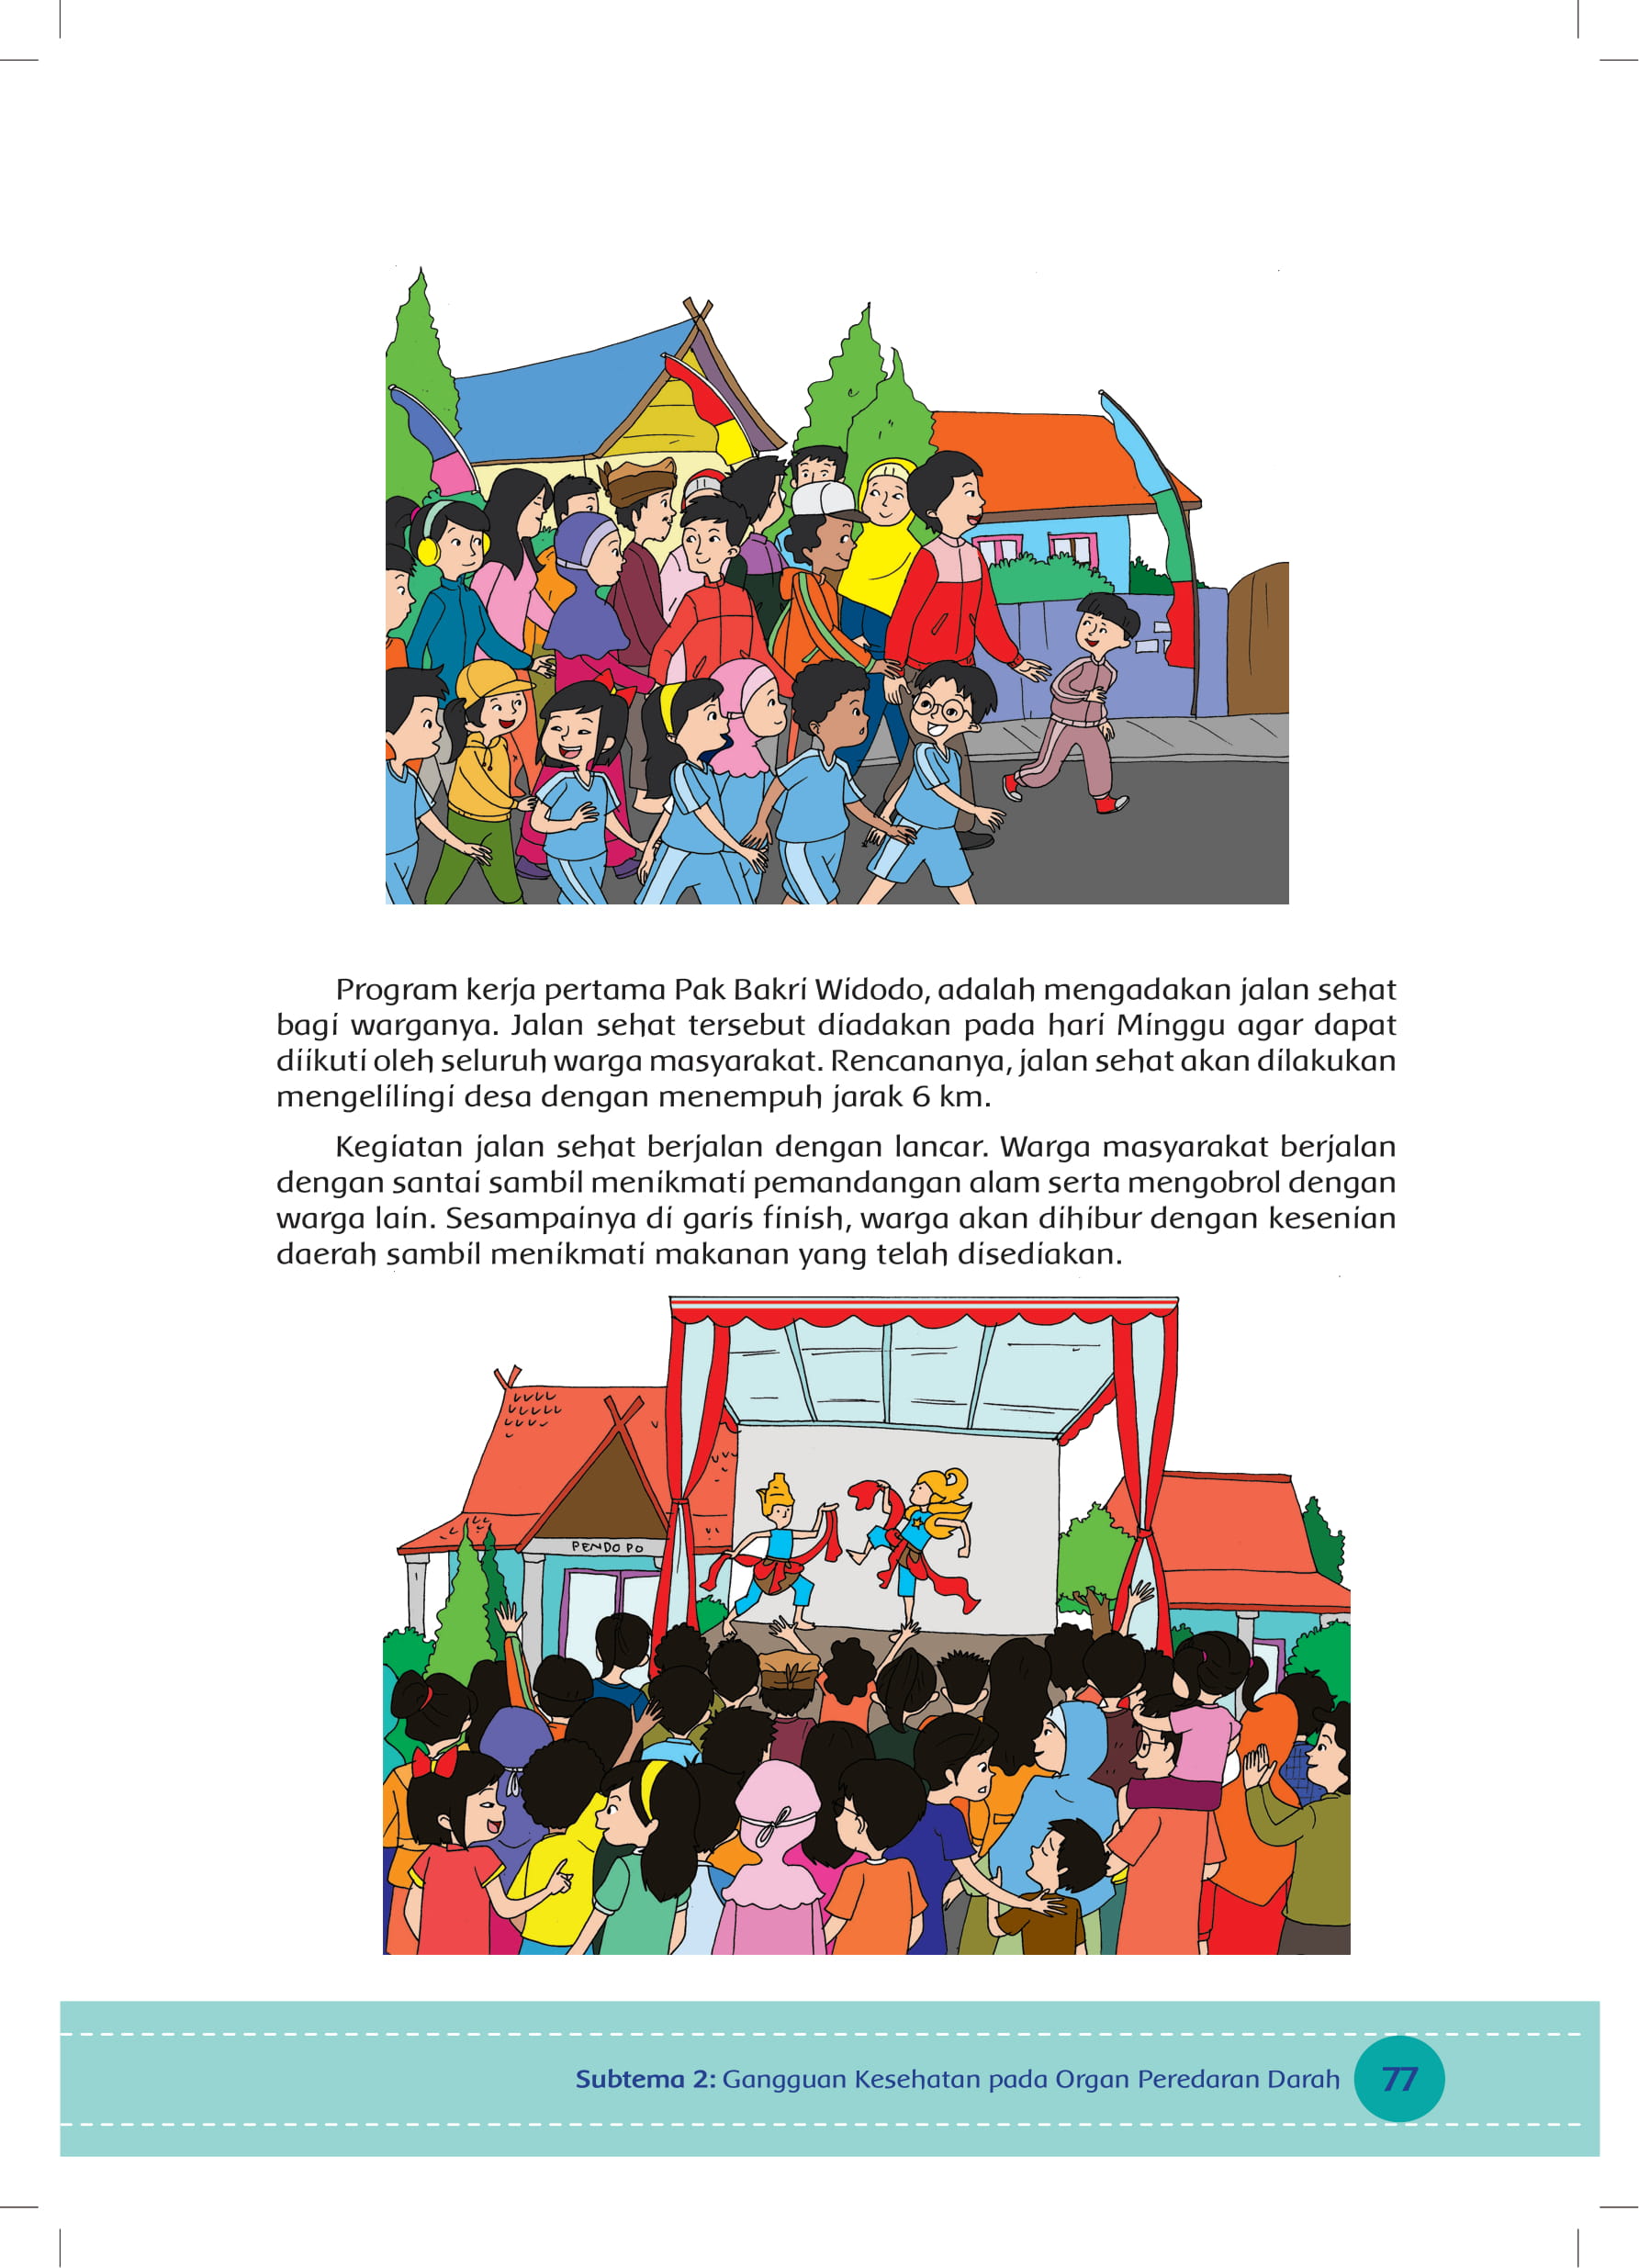 Program kerja pertama Pak Bakri Widodo, adalah mengadakan jalan sehat
bagi warganya. Jalan sehat tersebut diadakan pada hari Minggu agar dapat
diikuti oleh seluruh warga masyarakat. Rencananya, jalan sehat akan dilakukan
mengelilingi desa dengan menempuh jarak 6 km.
Kegiatan jalan sehat berjalan dengan lancar. Warga masyarakat berjalan
dengan santai sambil menikmati pemandangan alam serta mengobrol dengan
warga lain. Sesampainya di garis finish, warga akan dihibur dengan kesenian
daerah sambil menikmati makanan yang telah disediakan.
PENDOPO
Subtema 2: Gangguan Kesehatan pada Organ Peredaran Darah 77